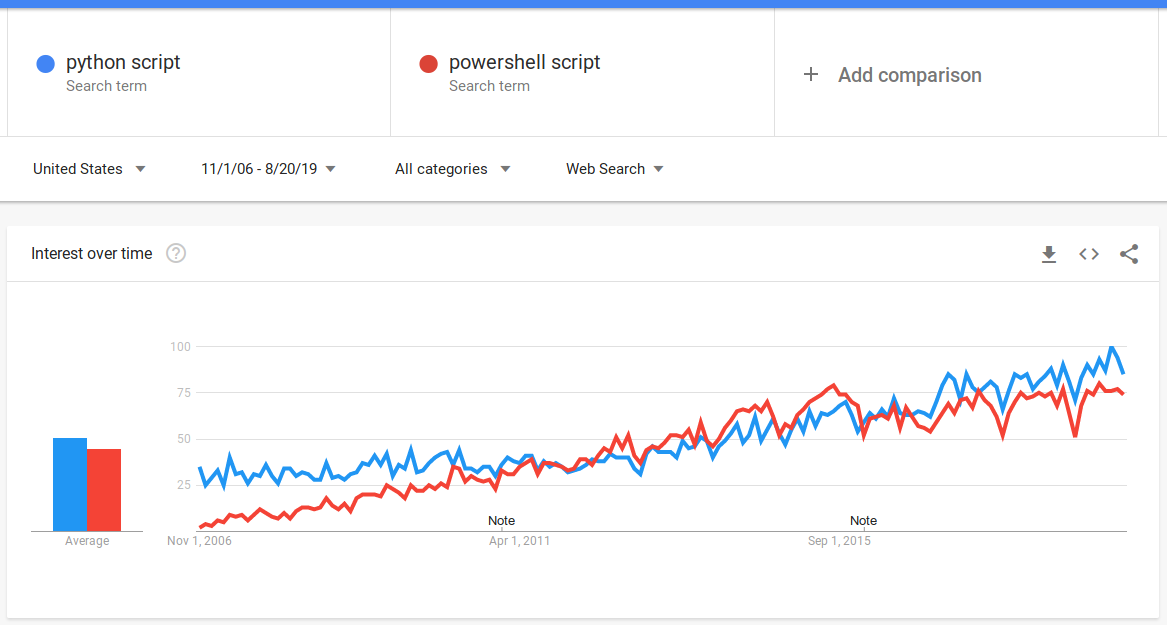 python script
Search term
powershell script
Search term
+ Add comparison
United States
11/1/06 - 8/20/19
All categories
Web Search
Interest over time ?
100
75
50
25
Note
Note
Average
Nov 1, 2006
Apr 1, 2011
Sep 1, 2015